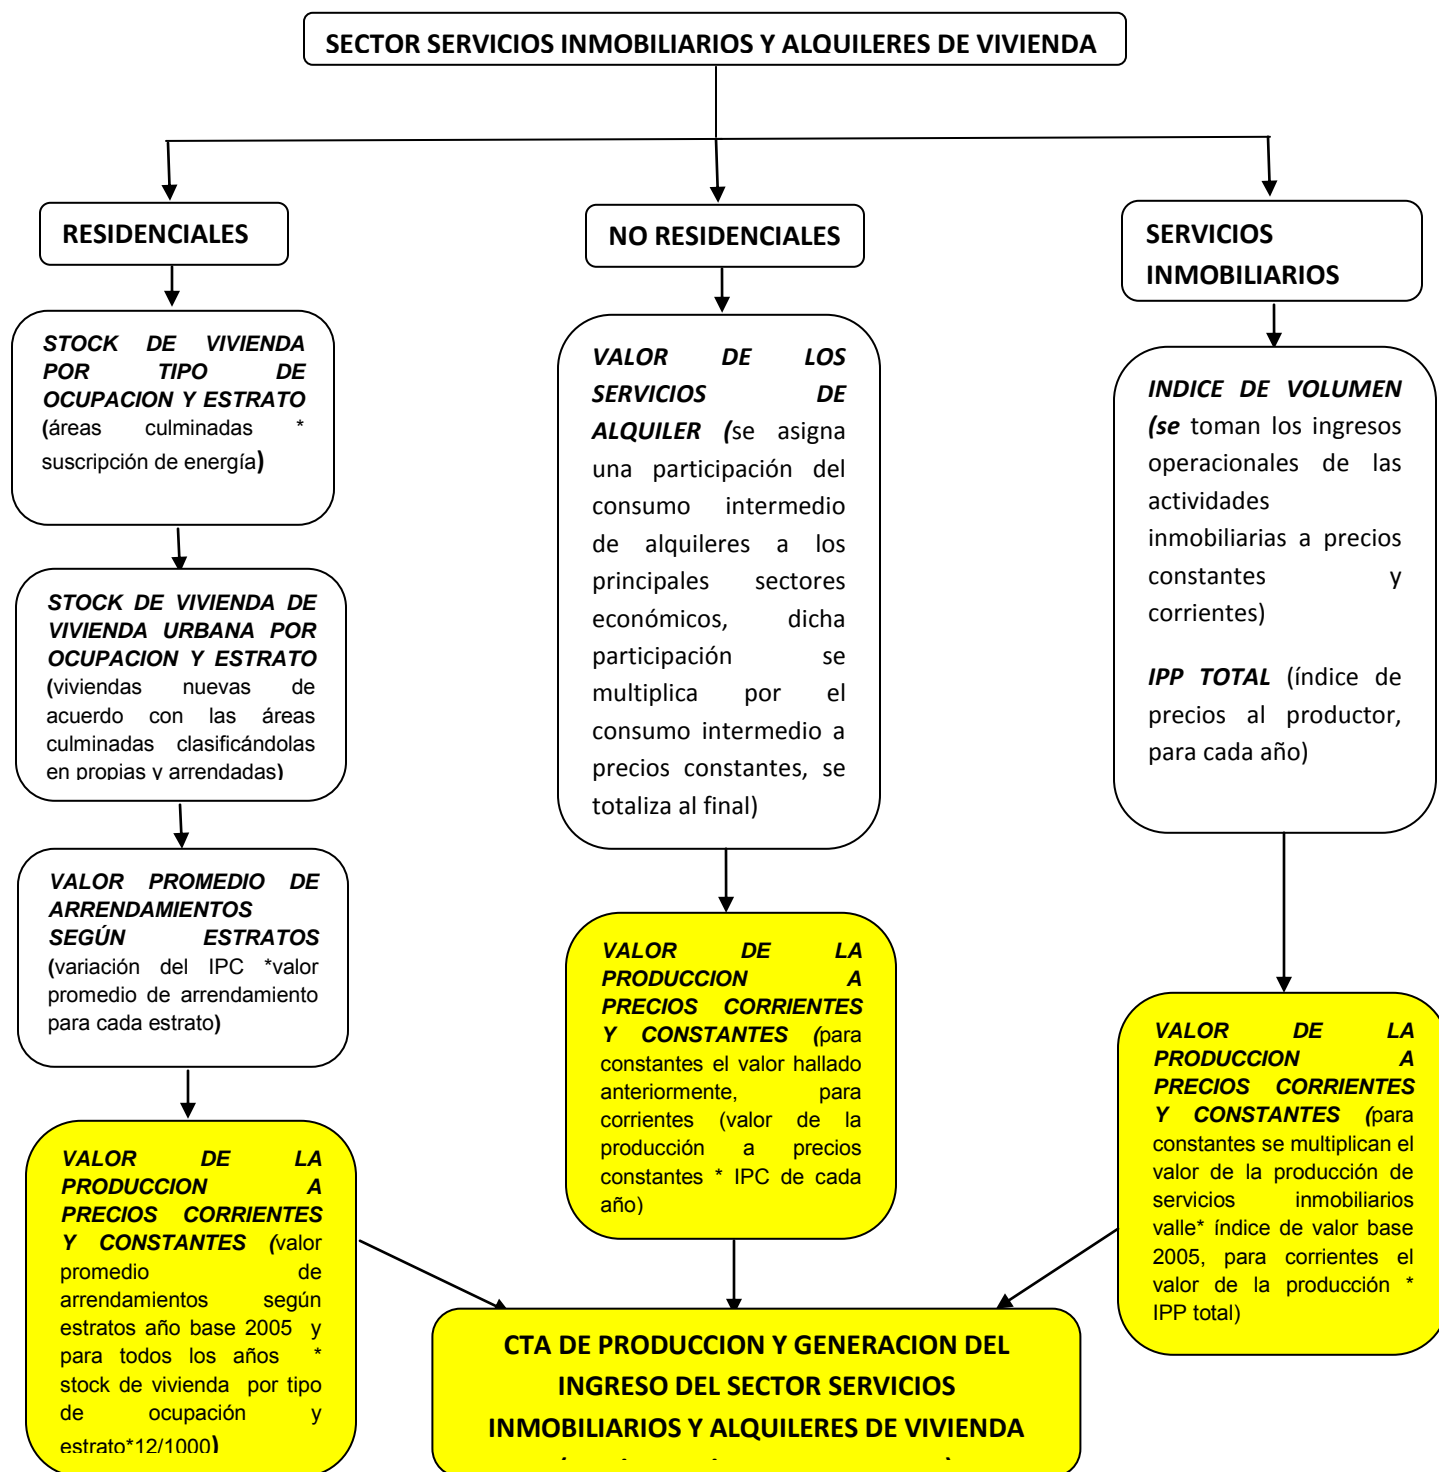 SECTOR SERVICIOS INMOBILIARIOS Y ALQUILERES DE VIVIENDA
RESIDENCIALES
STOCK DE VIVIENDA
POR TIPO DE
OCUPACION Y ESTRATO
(áreas culminadas *
suscripción de energía)
STOCK DE VIVIENDA DE
VIVIENDA URBANA POR
OCUPACION Y ESTRATO
(viviendas nuevas de
acuerdo con las áreas
culminadas clasificándolas
en propias y arrendadas)
VALOR PROMEDIO DE
ARRENDAMIENTOS
SEGÚN ESTRATOS
(variación del IPC *valor
promedio de arrendamiento
para cada estrato)
VALOR DE LA
PRODUCCION A
PRECIOS CORRIENTES
Y CONSTANTES (valor
promedio de
arrendamientos según
estratos año base 2005 y
para todos los años *
stock de vivienda por tipo
de ocupación y
estrato*12/1000)
NO RESIDENCIALES
VALOR DE LOS
SERVICIOS DE
ALQUILER (se asigna
una participación del
consumo intermedio
de alquileres a los
principales sectores
económicos, dicha
participación se
multiplica por el
consumo intermedio a
precios constantes, se
totaliza al final)
VALOR DE LA
PRODUCCION A
PRECIOS CORRIENTES
Y CONSTANTES (para
constantes el valor hallado
anteriormente, para
corrientes (valor de la
producción a precios
constantes * IPC de cada
año)
SERVICIOS
INMOBILIARIOS
INDICE DE VOLUMEN
(se toman los ingresos
operacionales de las
actividades
inmobiliarias a precios
constantes y
corrientes)
IPP TOTAL (índice de
precios al productor,
para cada año)
VALOR DE LA
PRODUCCION A
PRECIOS CORRIENTES
Y CONSTANTES (para
constantes se multiplican el
valor de la producción de
servicios inmobiliarios
valle* índice de valor base
2005, para corrientes el
valor de la producción *
IPP total)
CTA DE PRODUCCION Y GENERACION DEL
INGRESO DEL SECTOR SERVICIOS
INMOBILIARIOS Y ALQUILERES DE VIVIENDA